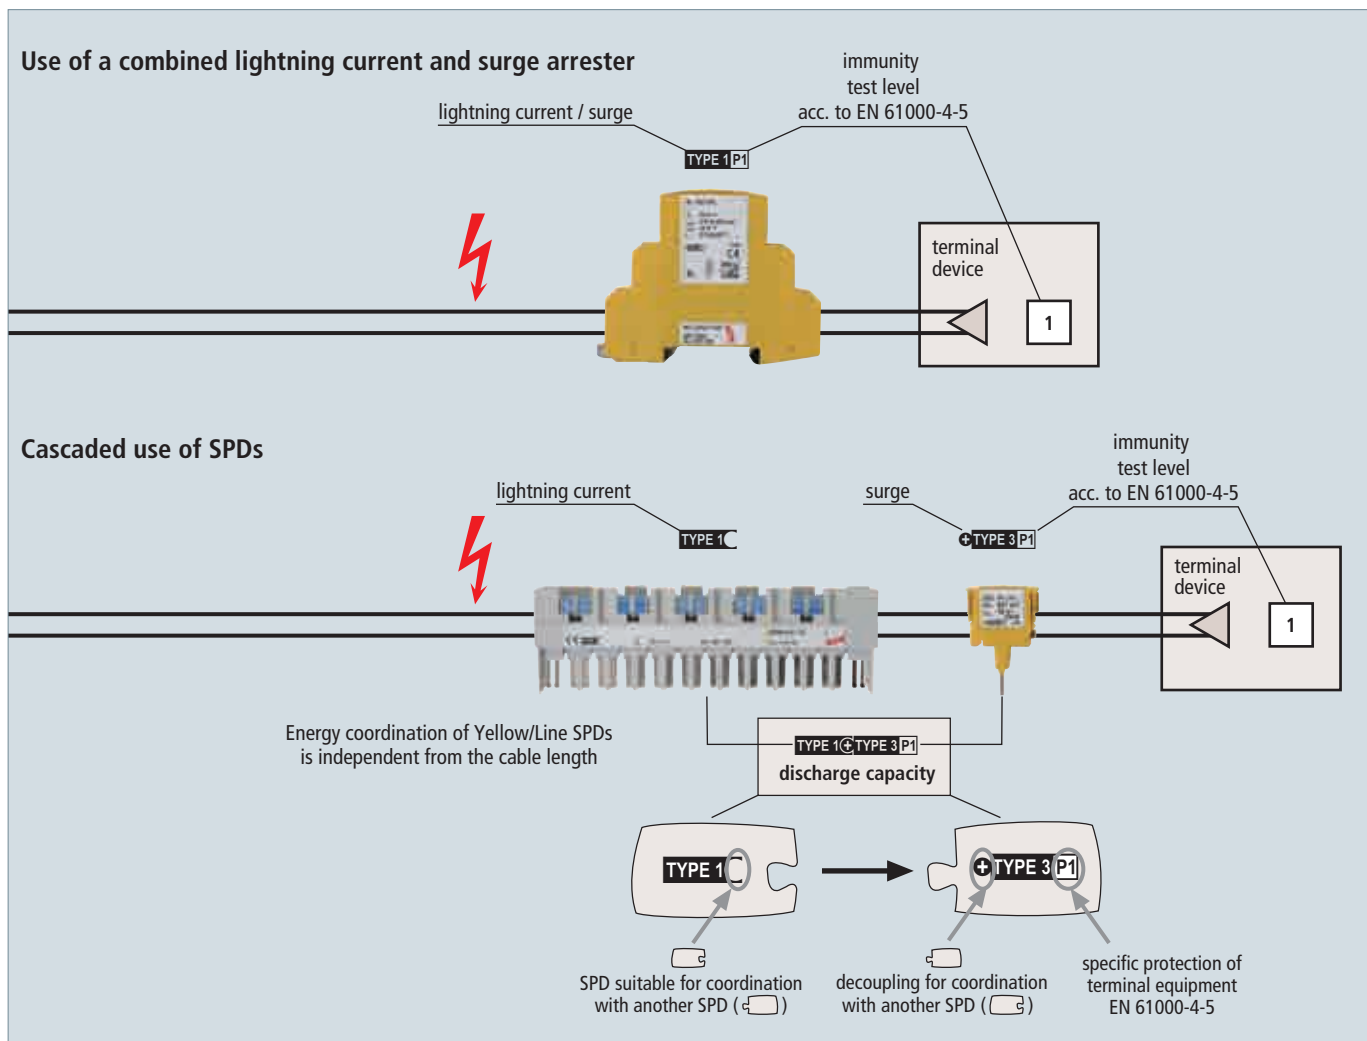 Use of a combined lightning current and surge arrester
immunity
test level
acc. to EN 61000-4-5
lightning current / surge
TYPE 1 P1
terminal
device
1
Cascaded use of SPDs
immunity
test level
acc. to EN 61000-4-5
lightning current
surge
TYPE 1
+ TYPE 3 P1
terminal
device
1
Energy coordination of Yellow/Line SPDs
is independent from the cable length
TYPE 1 + TYPE 3 P1
discharge capacity
TYPE 1
+ TYPE 3 P1
SPD suitable for coordination
with another SPD ( )
decoupling for coordination
with another SPD ( )
specific protection of
terminal equipment
EN 61000-4-5